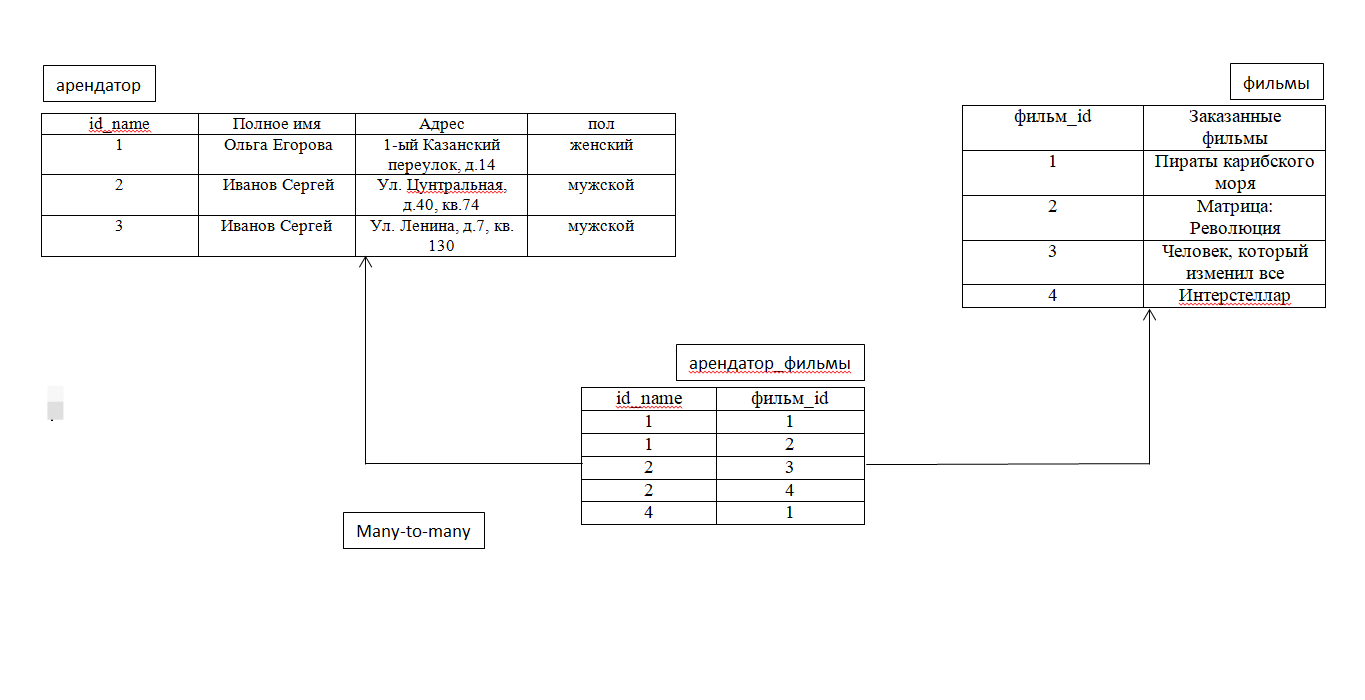 арендатор
id_name Полное имя Адрес пол
1 Ольга Егорова 1-ый Казанский переулок, д.14 женский
2 Иванов Сергей Ул. Цунтральная, д.40, кв.74 мужской
3 Иванов Сергей Ул. Ленина, д.7, кв. 130 мужской
фильмы
фильм_id Заказанные фильмы
1 Пираты карибского моря
2 Матрица: Революция
3 Человек, который изменил все
4 Интерстеллар
арендатор_фильмы
id_name фильм_id
1 1
1 2
2 3
2 4
4 1
Many-to-many